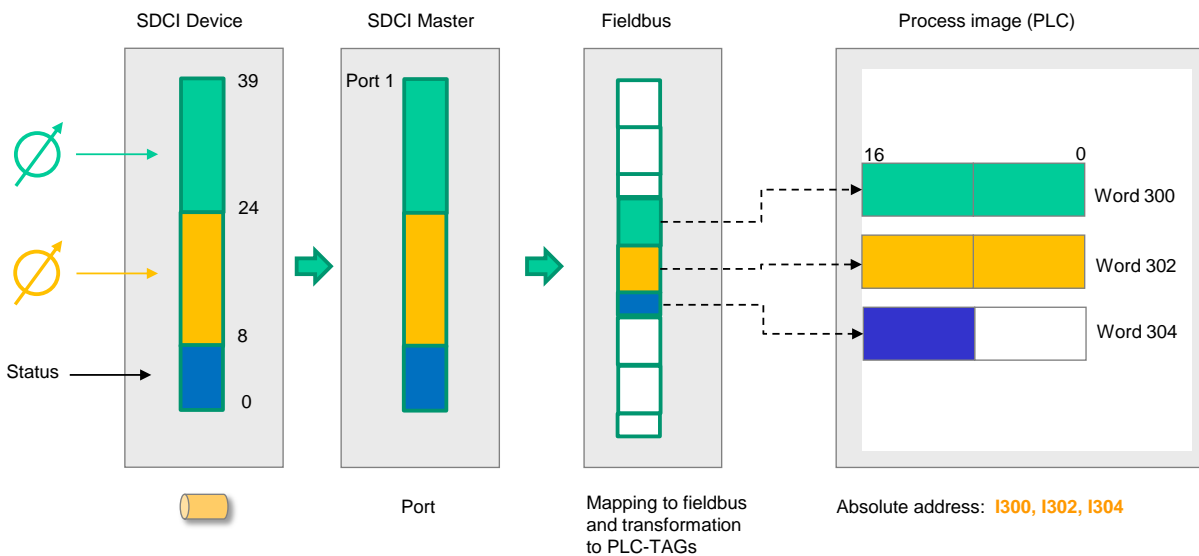 SDCI Device
SDCI Master
Fieldbus
Process image (PLC)
39
Port 1
16
0
Word 300
24
Word 302
8
Word 304
Status
0
Port
Mapping to fieldbus
and transformation
to PLC-TAGs
Absolute address: I300, I302, I304